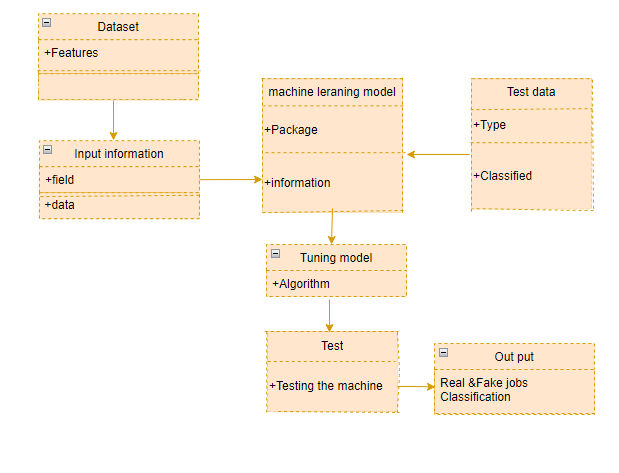 Dataset
+Features
Input information
+field
+data
machine leraning model
+Package
+information
Test data
+Type
+Classified
Tuning model
+Algorithm
Test
+Testing the machine
Out put
Real &Fake jobs
Classification